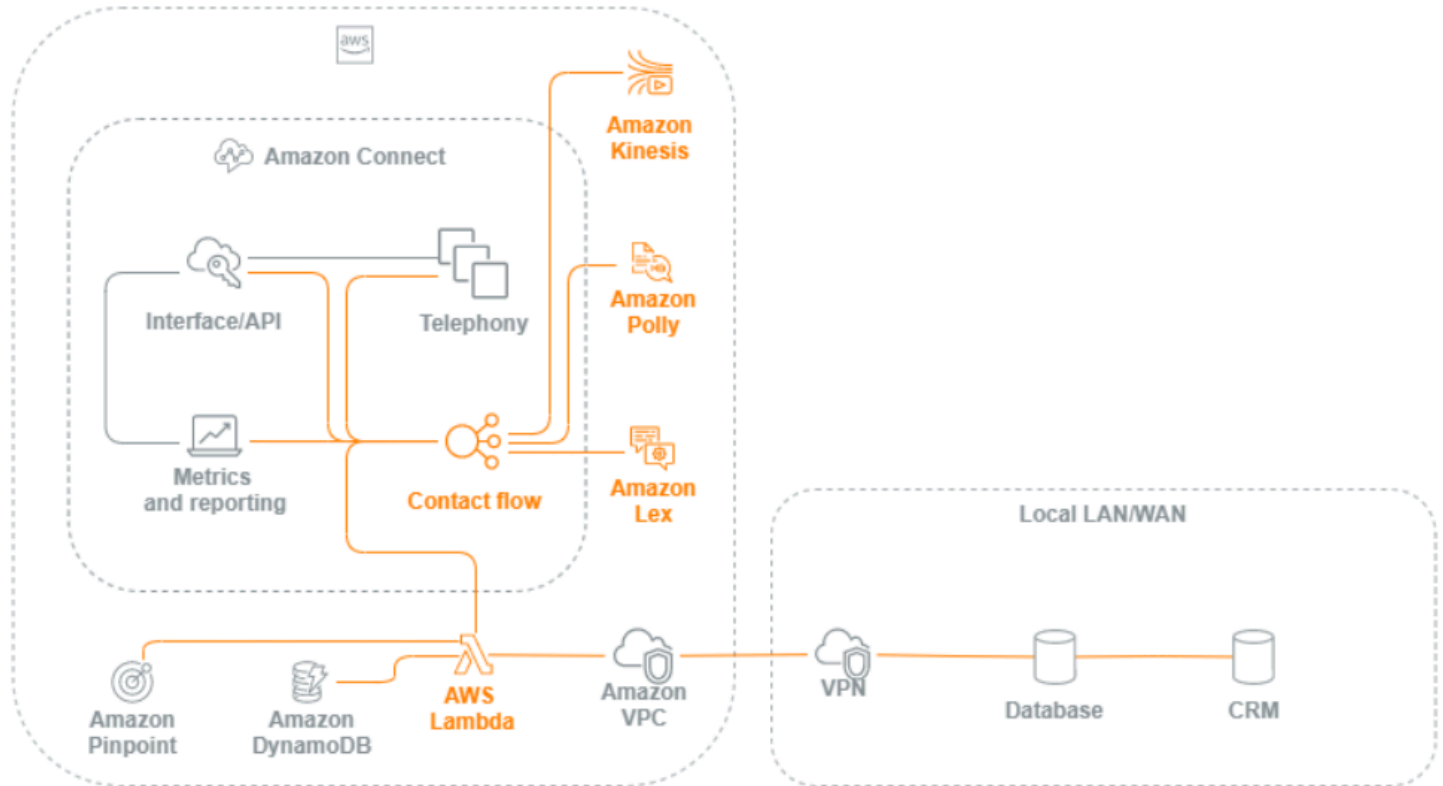 aws
Amazon
Kinesis
Amazon Connect
Amazon
Polly
Interface/API
Telephony
Metrics
and reporting
Contact flow
Amazon
Lex
Local LAN/WAN
Amazon
Pinpoint
Amazon
DynamoDB
AWS
Lambda
Amazon
VPC
VPN
Database
CRM